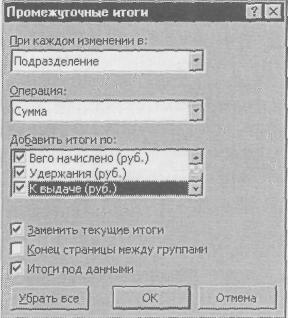 Промежуточные итоги
При каждом изменении в:
Подразделение
Операция:
Сумма
Добавить итоги по:
Вего начислено (руб.)
Удержания (руб.)
К выдаче (руб.)
Заменить текущие итоги
Конец страницы между группами
Итоги под данными
Убрать все ОК Отмена